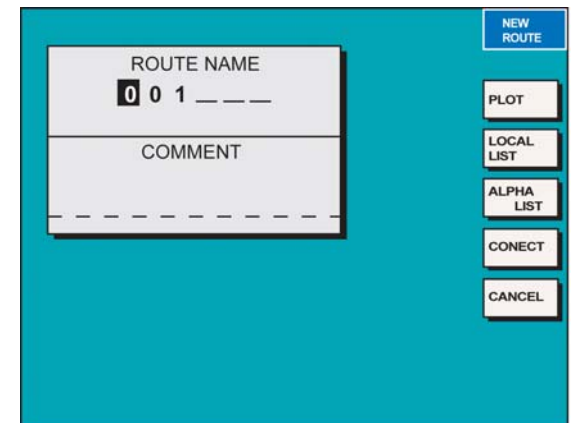 NEW
ROUTE
ROUTE NAME
0 0 1 _ _ _
COMMENT
PLOT
LOCAL
LIST
ALPHA
LIST
CONECT
CANCEL